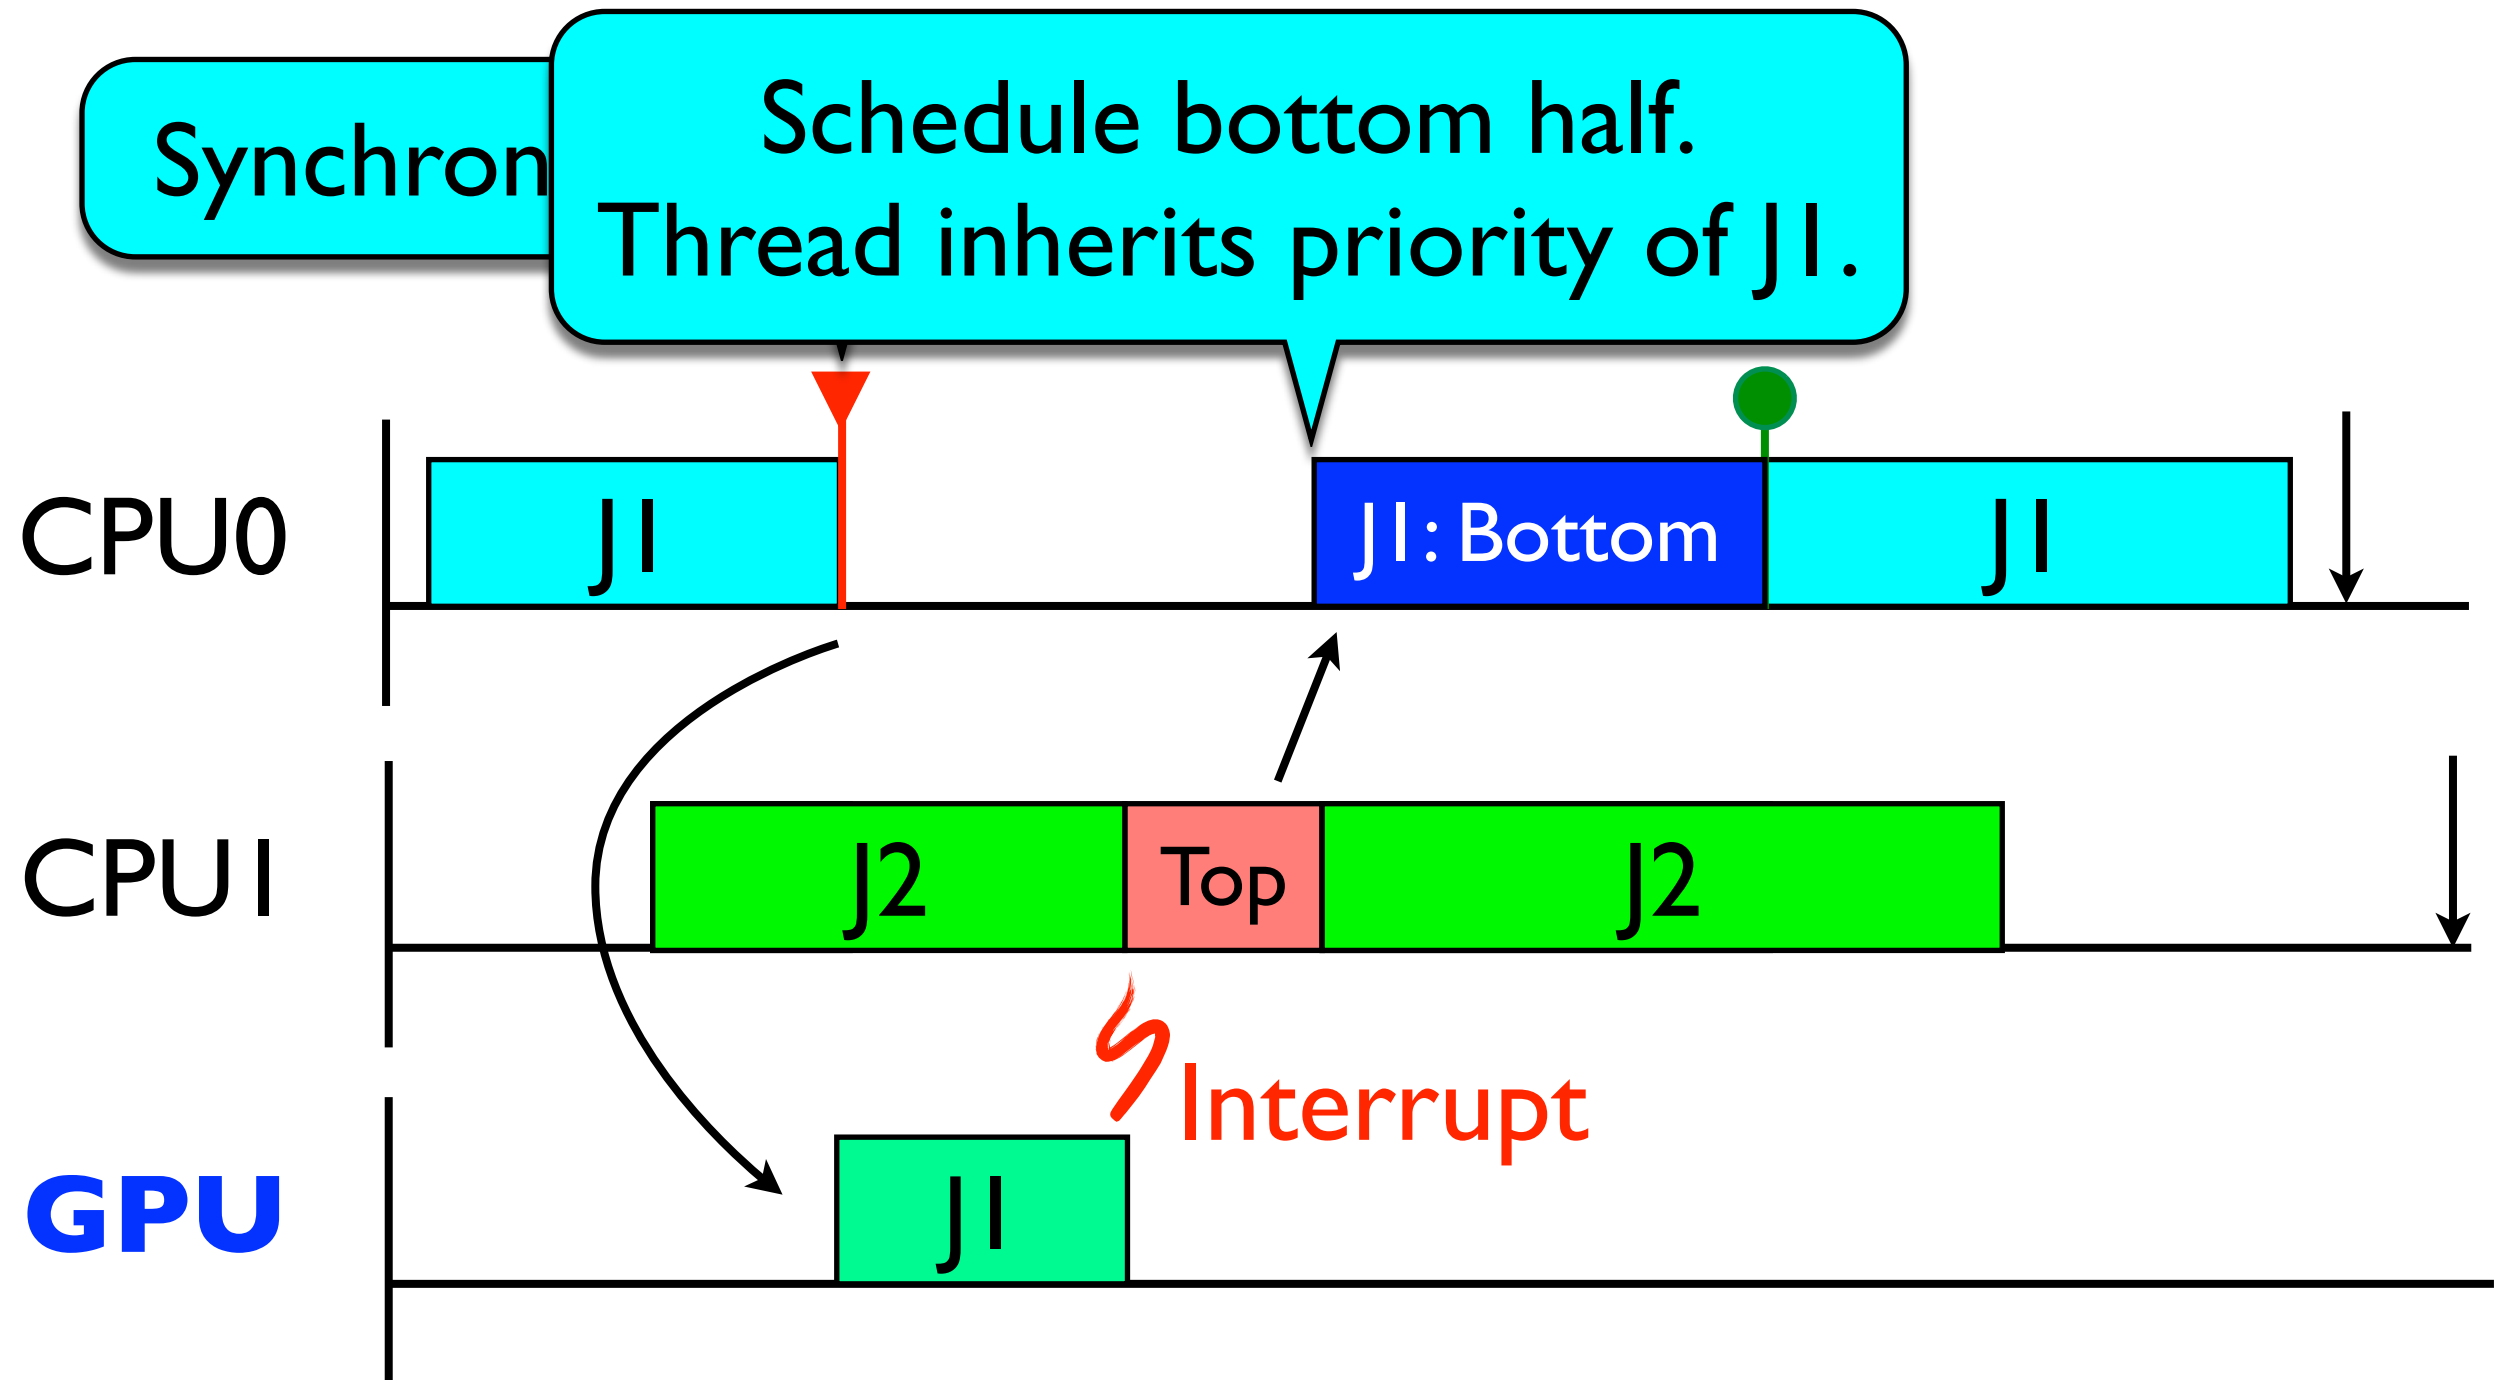 Schedule bottom half.
Thread inherits priority of J1.
CPU0
J1
J1: Bottom
J1
CPU1
J2
Top
J2
Interrupt
GPU
J1